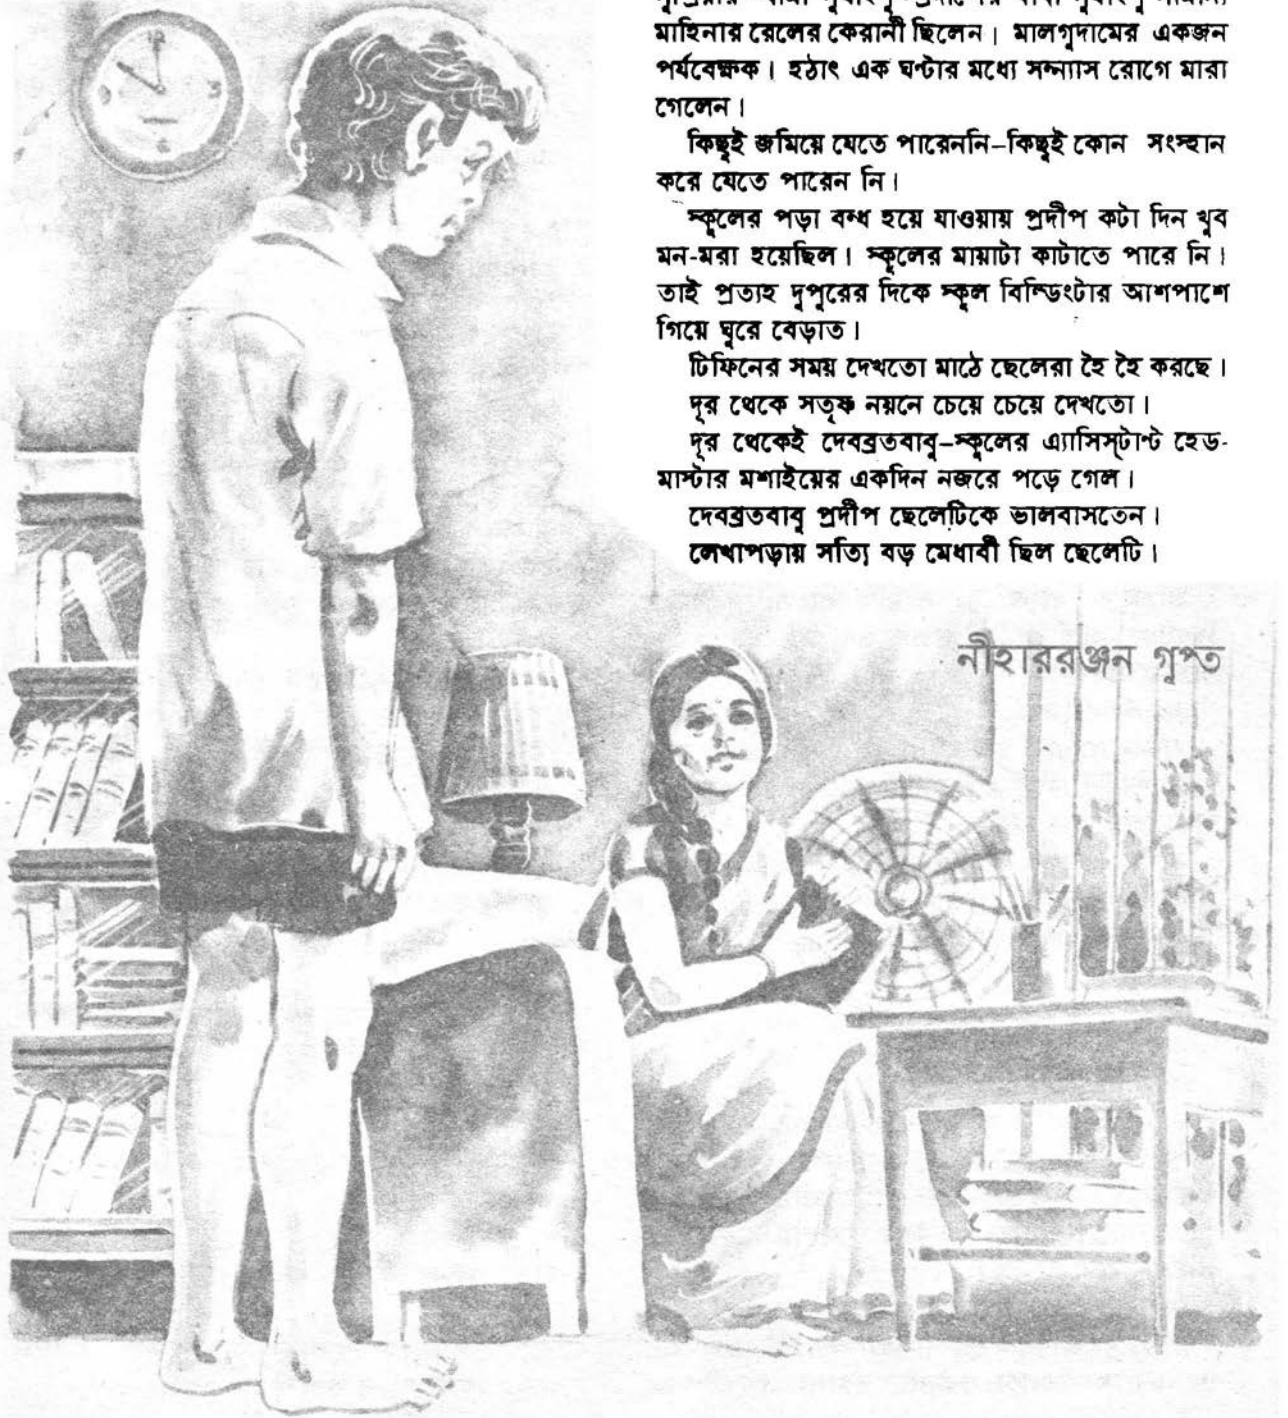 মাহিনার রেলের কেরানী ছিলেন। মালগুদামের একজন
পর্যবেক্ষক। হঠাৎ এক ঘন্টার মধ্যে সন্ন্যাস রোগে মারা
গেলেন।
কিছুই জমিয়ে যেতে পারেননি–কিছুই কোন সংস্হান
করে যেতে পারেন নি।
স্কুলের পড়া বন্ধ হয়ে যাওয়ায় প্রদীপ কটা দিন খুব
মন-মরা হয়েছিল। স্কুলের মায়াটা কাটাতে পারে নি।
তাই প্রত্যহ দুপুরের দিকে স্কুল বিল্ডিংটার আশপাশে
গিয়ে ঘুরে বেড়াত।
টিফিনের সময় দেখতো মাঠে ছেলেরা হৈ হৈ করছে।
দূর থেকে সতৃষ্ণ নয়নে চেয়ে চেয়ে দেখতো।
দূর থেকেই দেবব্রতবাবু–স্কুলের এ্যাসিস্টান্ট হেড-
মাস্টার মশাইয়ের একদিন নজরে পড়ে গেল।
দেবব্রতবাবু প্রদীপ ছেলেটিকে ভালবাসতেন।
লেখাপড়ায় সত্যি বড় মেধাবী ছিল ছেলেটি।
নীহাররঞ্জন গুপ্ত
12
3